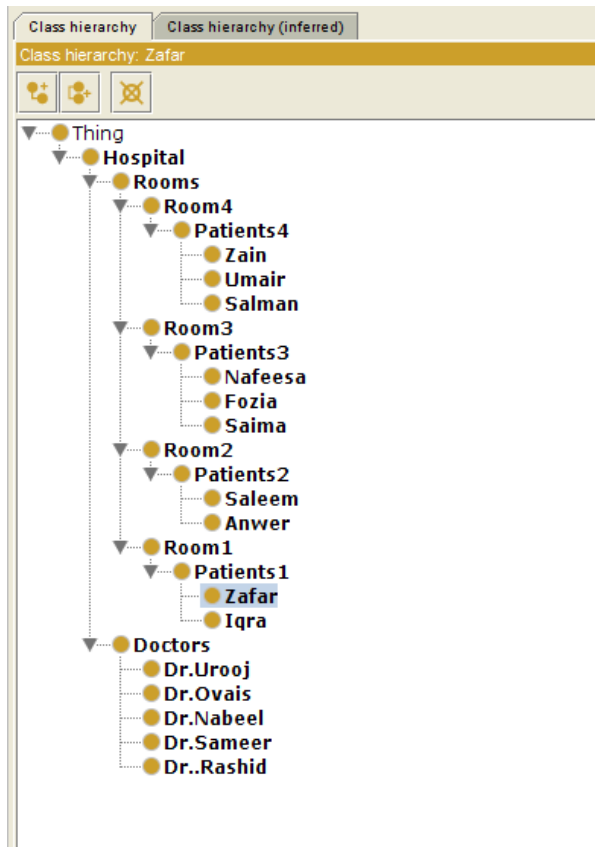 Class hierarchy Class hierarchy (inferred)
Class hierarchy: Zafar
Thing
Hospital
Rooms
Room4
Patients4
Zain
Umair
Salman
Room3
Patients3
Nafeesa
Fozia
Saima
Room2
Patients2
Saleem
Anwer
Room1
Patients1
Zafar
Iqra
Doctors
Dr.Urooj
Dr.Ovais
Dr.Nabeel
Dr.Sameer
Dr..Rashid